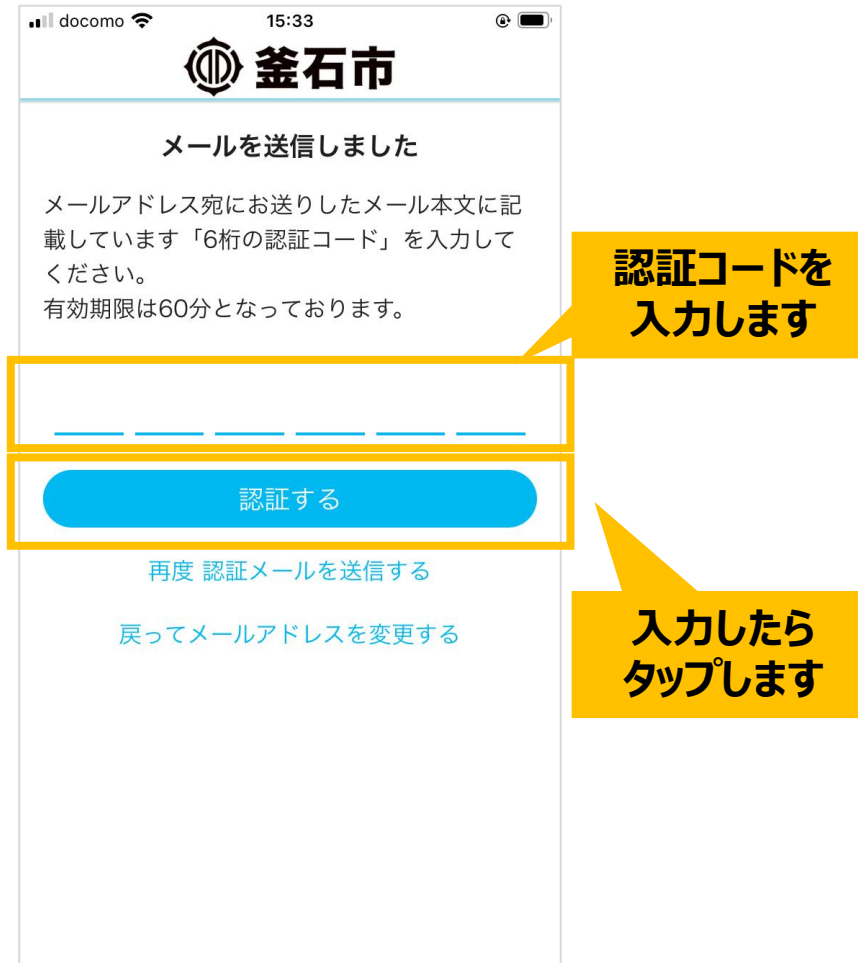 docomo 15:33
釜石市
メールを送信しました
メールアドレス宛にお送りしたメール本文に記
載しています「6桁の認証コード」を入力して
ください。
有効期限は60分となっております。
認証コードを
入力します
認証する
再度 認証メールを送信する
戻ってメールアドレスを変更する
入力したら
タップします